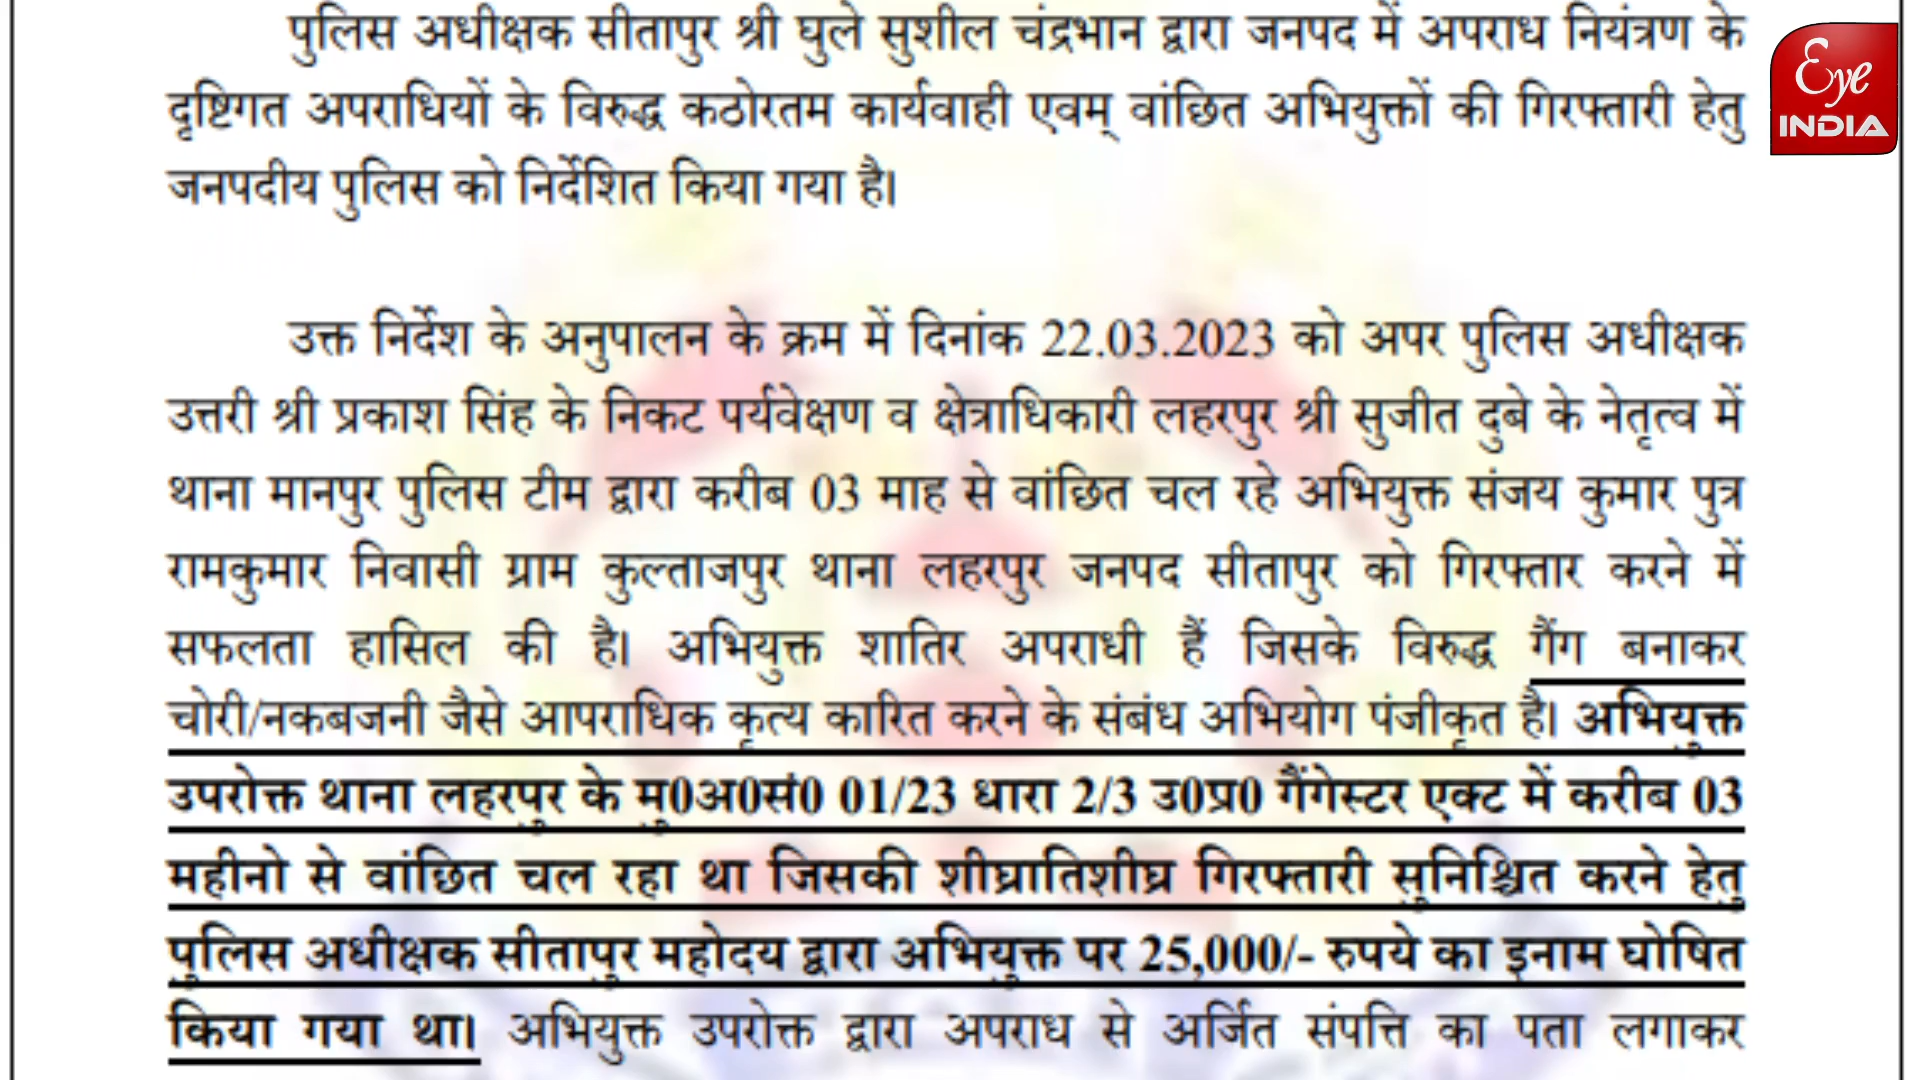 पुलिस अधीक्षक सीतापुर श्री घुले सुशील चंद्रभान द्वारा जनपद में अपराध नियंत्रण के
दृष्टिगत अपराधियों के विरुद्ध कठोरतम कार्यवाही एवम् वांछित अभियुक्तों की गिरफ्तारी हेतु
जनपदीय पुलिस को निर्देशित किया गया है।
उक्त निर्देश के अनुपालन के क्रम में दिनांक 22.03.2023 को अपर पुलिस अधीक्षक
उत्तरी श्री प्रकाश सिंह के निकट पर्यवेक्षण व क्षेत्राधिकारी लहरपुर श्री सुजीत दुबे के नेतृत्व में
थाना मानपुर पुलिस टीम द्वारा करीब 03 माह से वांछित चल रहे अभियुक्त संजय कुमार पुत्र
रामकुमार निवासी ग्राम कुल्ताजपुर थाना लहरपुर जनपद सीतापुर को गिरफ्तार करने में
सफलता हासिल की है। अभियुक्त शातिर अपराधी हैं जिसके विरुद्ध गैंग बनाकर
चोरी/नकबजनी जैसे आपराधिक कृत्य कारित करने के संबंध अभियोग पंजीकृत है। अभियुक्त
उपरोक्त थाना लहरपुर के मु0अ0सं0 01/23 धारा 2/3 उ0प्र0 गैंगेस्टर एक्ट में करीब 03
महीनो से वांछित चल रहा था जिसकी शीघ्रातिशीघ्र गिरफ्तारी सुनिश्चित करने हेतु
पुलिस अधीक्षक सीतापुर महोदय द्वारा अभियुक्त पर 25,000/- रुपये का इनाम घोषित
किया गया था। अभियुक्त उपरोक्त द्वारा अपराध से अर्जित संपत्ति का पता लगाकर
Eye
INDIA